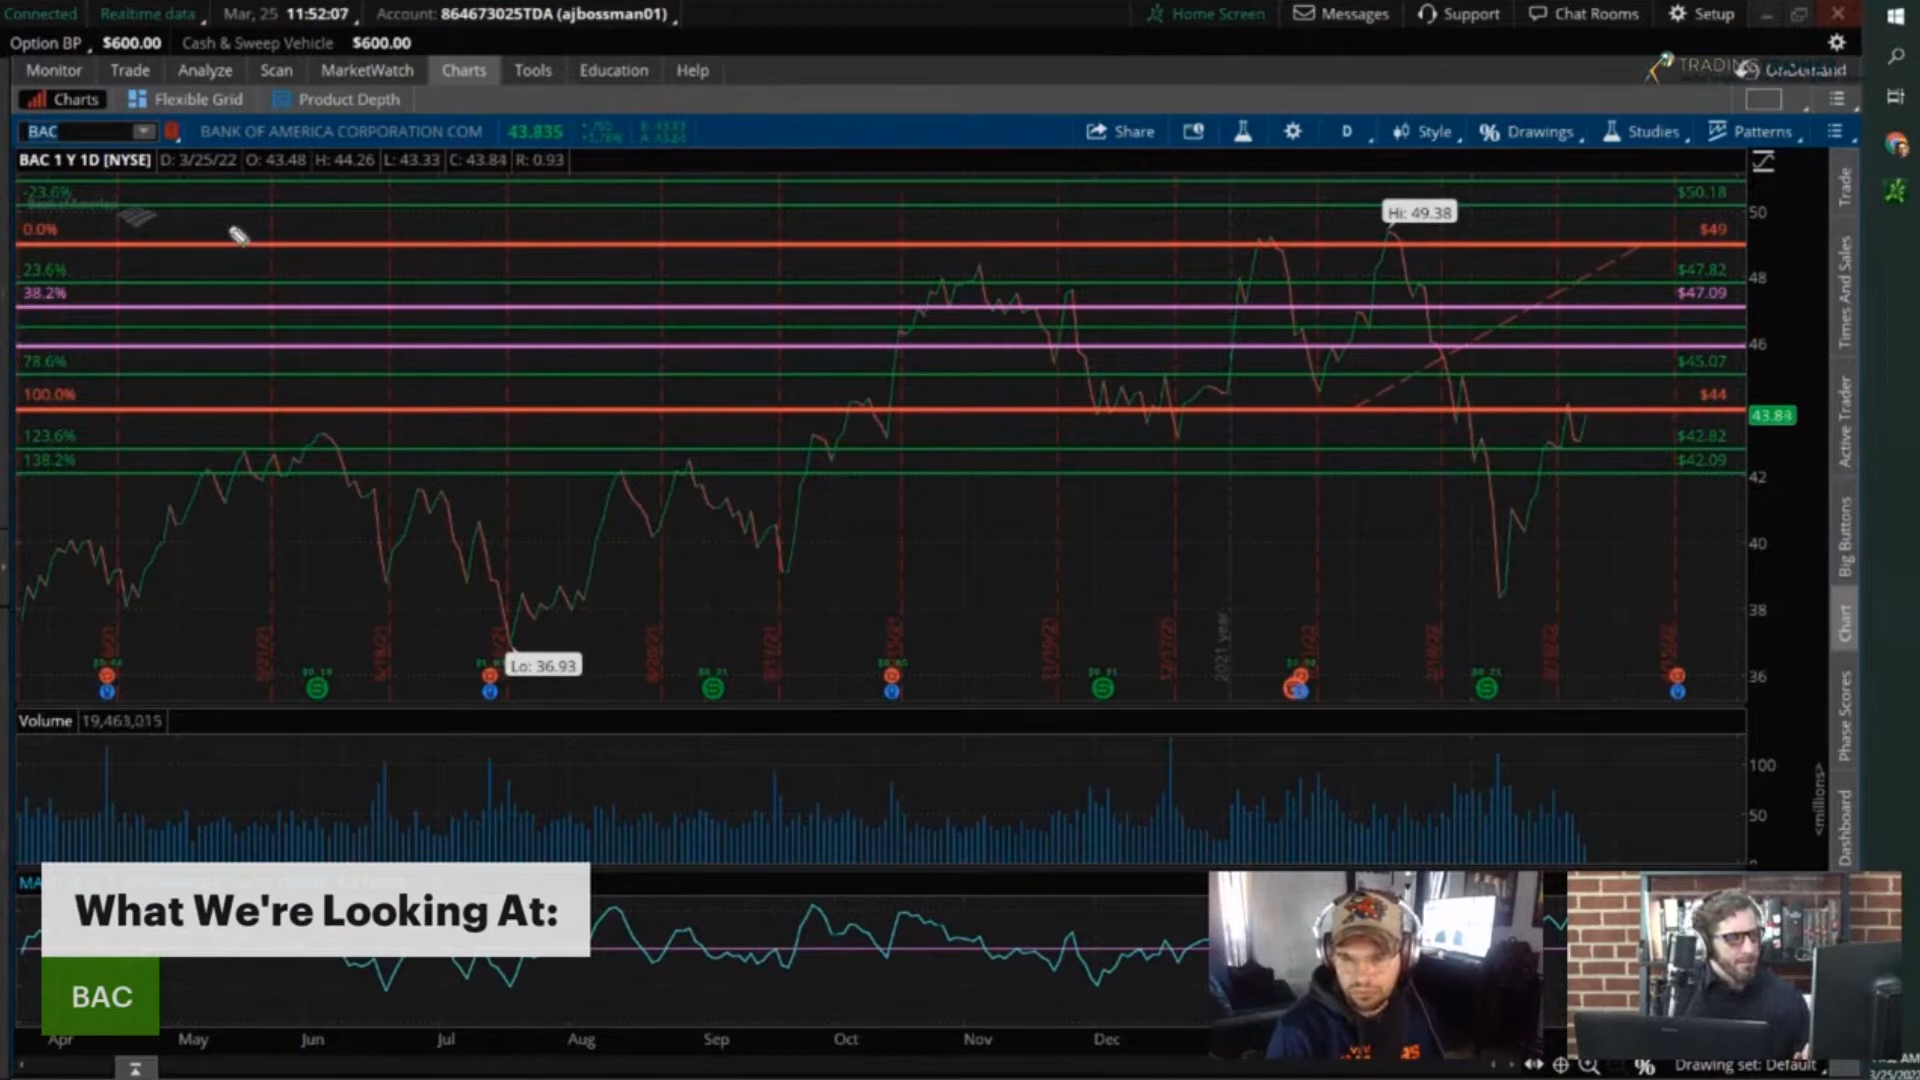 Connected Realtime data Mar, 25 11:52:07 Account: 864673025TDA (ajbossman01) Home Screen Messages Support Chat Rooms Setup
Option BP $600.00 Cash & Sweep Vehicle $600.00
Monitor Trade Analyze Scan MarketWatch Charts Tools Education Help TRADING OnDemand
Charts Flexible Grid Product Depth
BAC BANK OF AMERICA CORPORATION COM 43.835 Share D Style Drawings Studies Patterns
BAC 1 Y 1D [NYSE] D: 3/25/22 O: 43.48 H: 44.26 L: 43.33 C: 43.84 R: 0.93
-23.6% $50.18
Hi: 49.38 50
0.0% $49
23.6% $47.82 48
38.2% $47.09
46
78.6% $45.07
100.0% $44
43.84
123.6% $42.82
138.2% $42.09
42
40
38
2021 year
Lo: 36.93
36
Volume 19,463,015
100
50
<millions>
Trade
Times And Sales
Active Trader
Big Buttons
Chart
Phase Scores
Dashboard
What We're Looking At:
BAC
Apr May Jun Jul Aug Sep Oct Nov Dec
Drawing set: Default